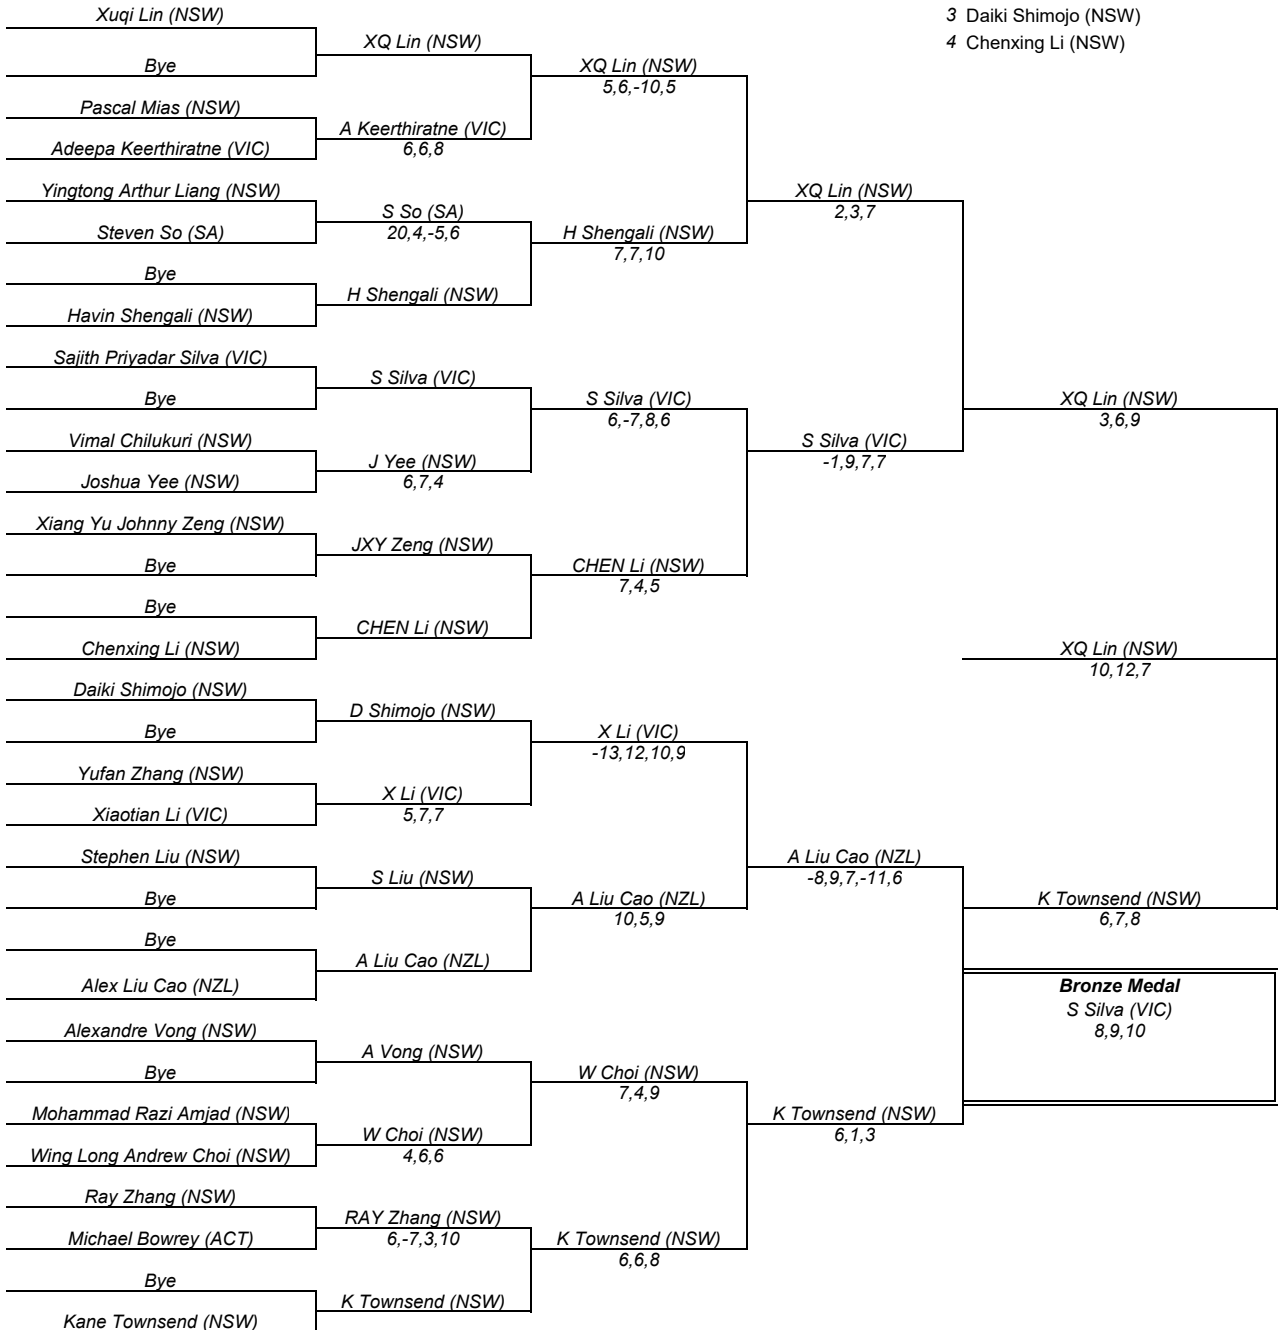 Xuqi Lin (NSW)
Bye
Pascal Mias (NSW)
Adeepa Keerthiratne (VIC)
Yingtong Arthur Liang (NSW)
Steven So (SA)
Bye
Havin Shengali (NSW)
Sajith Priyadar Silva (VIC)
Bye
Vimal Chilukuri (NSW)
Joshua Yee (NSW)
Xiang Yu Johnny Zeng (NSW)
Bye
Bye
Chenxing Li (NSW)
Daiki Shimojo (NSW)
Bye
Yufan Zhang (NSW)
Xiaotian Li (VIC)
Stephen Liu (NSW)
Bye
Bye
Alex Liu Cao (NZL)
Alexandre Vong (NSW)
Bye
Mohammad Razi Amjad (NSW)
Wing Long Andrew Choi (NSW)
Ray Zhang (NSW)
Michael Bowrey (ACT)
Bye
Kane Townsend (NSW)
XQ Lin (NSW)
A Keerthiratne (VIC)
6,6,8
S So (SA)
20,4,-5,6
H Shengali (NSW)
S Silva (VIC)
J Yee (NSW)
6,7,4
JXY Zeng (NSW)
CHEN Li (NSW)
D Shimojo (NSW)
X Li (VIC)
5,7,7
S Liu (NSW)
A Liu Cao (NZL)
A Vong (NSW)
W Choi (NSW)
4,6,6
RAY Zhang (NSW)
6,-7,3,10
K Townsend (NSW)
XQ Lin (NSW)
5,6,-10,5
H Shengali (NSW)
7,7,10
S Silva (VIC)
6,-7,8,6
CHEN Li (NSW)
7,4,5
X Li (VIC)
-13,12,10,9
A Liu Cao (NZL)
10,5,9
W Choi (NSW)
7,4,9
K Townsend (NSW)
6,6,8
XQ Lin (NSW)
2,3,7
S Silva (VIC)
-1,9,7,7
A Liu Cao (NZL)
-8,9,7,-11,6
K Townsend (NSW)
6,1,3
3 Daiki Shimojo (NSW)
4 Chenxing Li (NSW)
XQ Lin (NSW)
3,6,9
XQ Lin (NSW)
10,12,7
K Townsend (NSW)
6,7,8
Bronze Medal
S Silva (VIC)
8,9,10